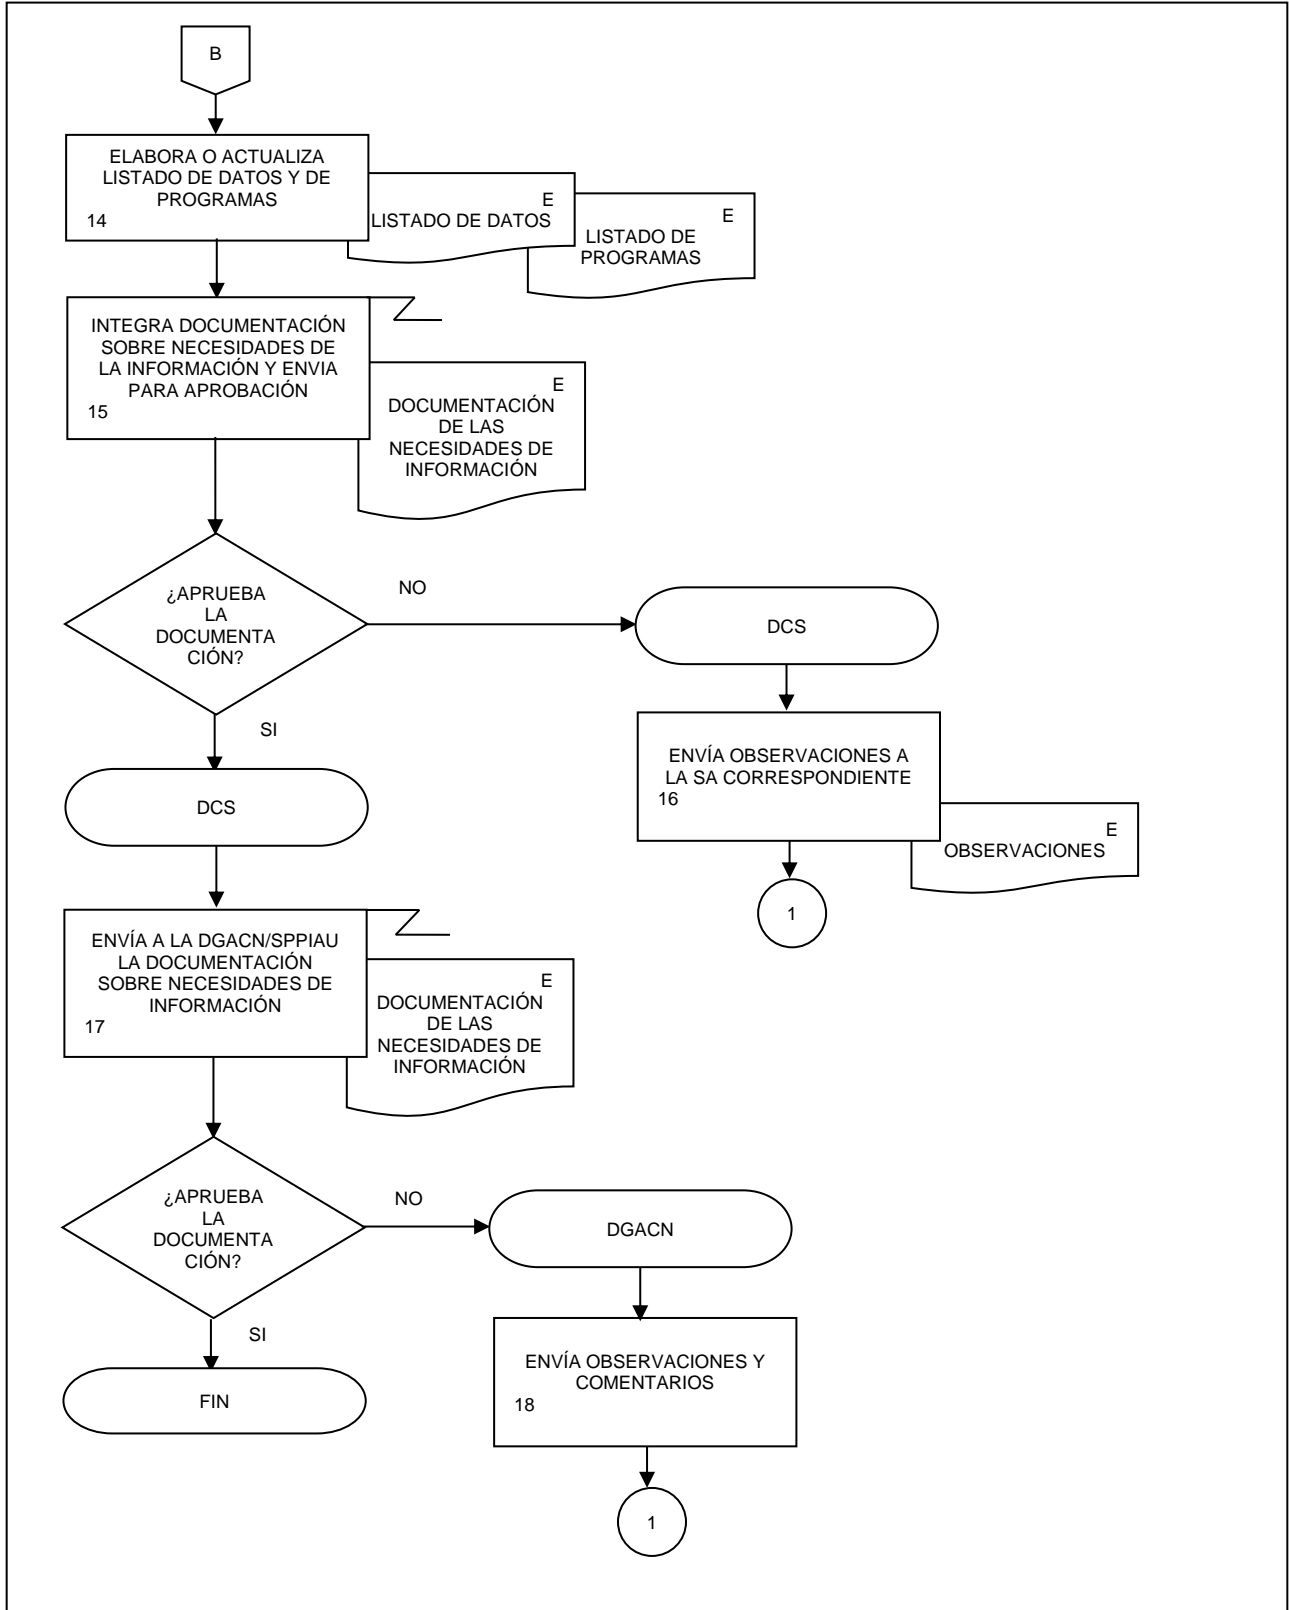 B
ELABORA O ACTUALIZA
LISTADO DE DATOS Y DE
PROGRAMAS
14
E
LISTADO DE DATOS
E
LISTADO DE
PROGRAMAS
INTEGRA DOCUMENTACIÓN
SOBRE NECESIDADES DE
LA INFORMACIÓN Y ENVIA
PARA APROBACIÓN
15
E
DOCUMENTACIÓN
DE LAS
NECESIDADES DE
INFORMACIÓN
¿APRUEBA
LA
DOCUMENTA
CIÓN?
NO
DCS
ENVÍA OBSERVACIONES A
LA SA CORRESPONDIENTE
16
E
OBSERVACIONES
1
SI
DCS
ENVÍA A LA DGACN/SPPIAU
LA DOCUMENTACIÓN
SOBRE NECESIDADES DE
INFORMACIÓN
17
E
DOCUMENTACIÓN
DE LAS
NECESIDADES DE
INFORMACIÓN
¿APRUEBA
LA
DOCUMENTA
CIÓN?
NO
DGACN
ENVÍA OBSERVACIONES Y
COMENTARIOS
18
1
SI
FIN